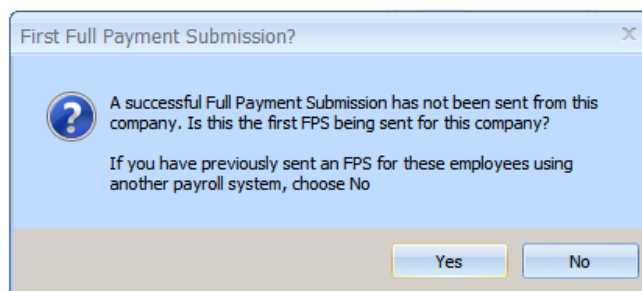 First Full Payment Submission?
A successful Full Payment Submission has not been sent from this
company. Is this the first FPS being sent for this company?
If you have previously sent an FPS for these employees using
another payroll system, choose No
Yes
No